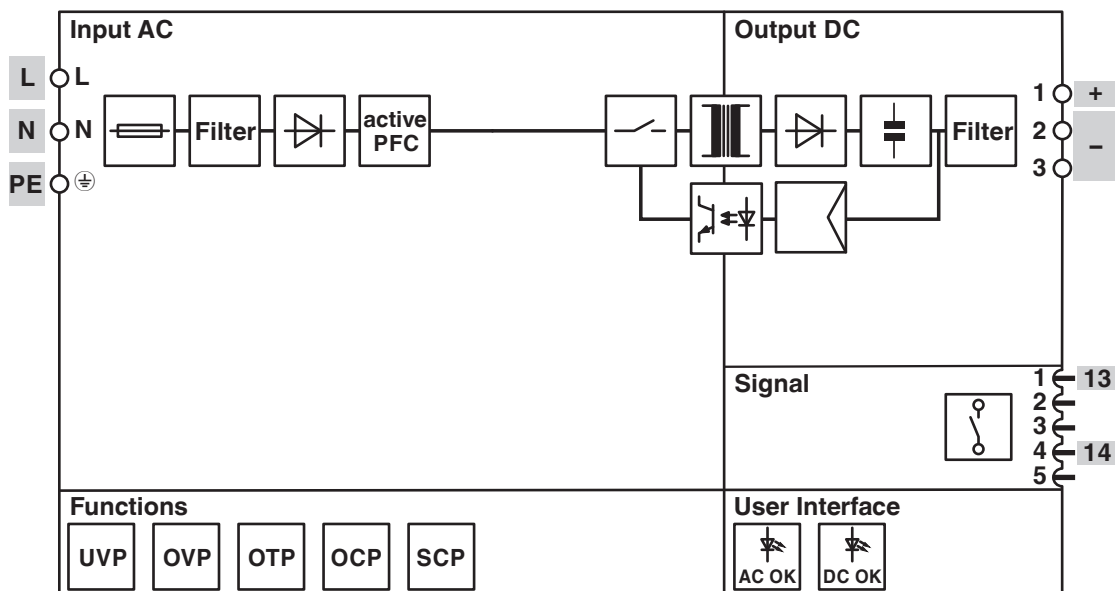 Input AC
Output DC
L
L
N
N
PE
Filter
active
PFC
Filter
1
+
2
–
3
Signal
1
13
2
3
4
14
5
Functions
UVP
OVP
OTP
OCP
SCP
User Interface
AC OK
DC OK